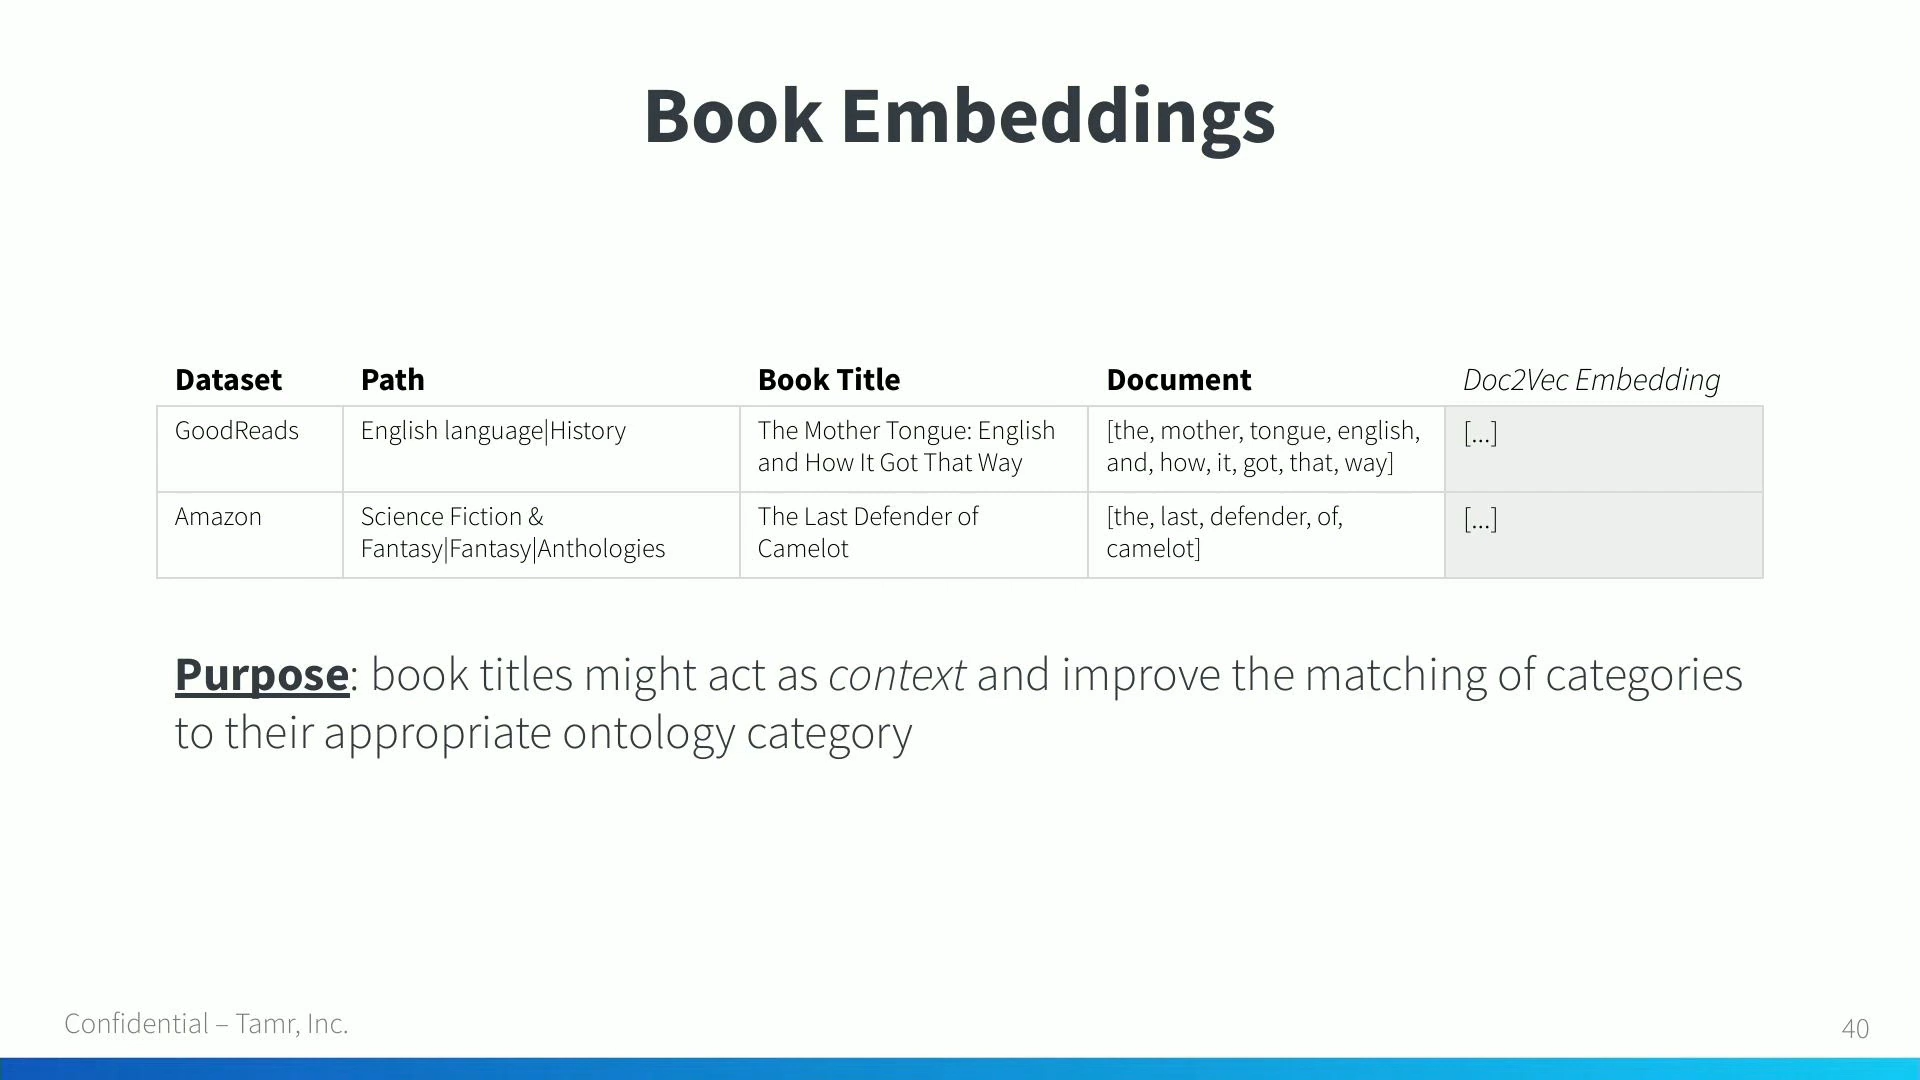 Book Embeddings
Dataset Path Book Title Document Doc2Vec Embedding
GoodReads English language|History The Mother Tongue: English and How It Got That Way [the, mother, tongue, english, and, how, it, got, that, way] [...]
Amazon Science Fiction & Fantasy|Fantasy|Anthologies The Last Defender of Camelot [the, last, defender, of, camelot] [...]
Purpose: book titles might act as context and improve the matching of categories
to their appropriate ontology category
Confidential – Tamr, Inc.
40